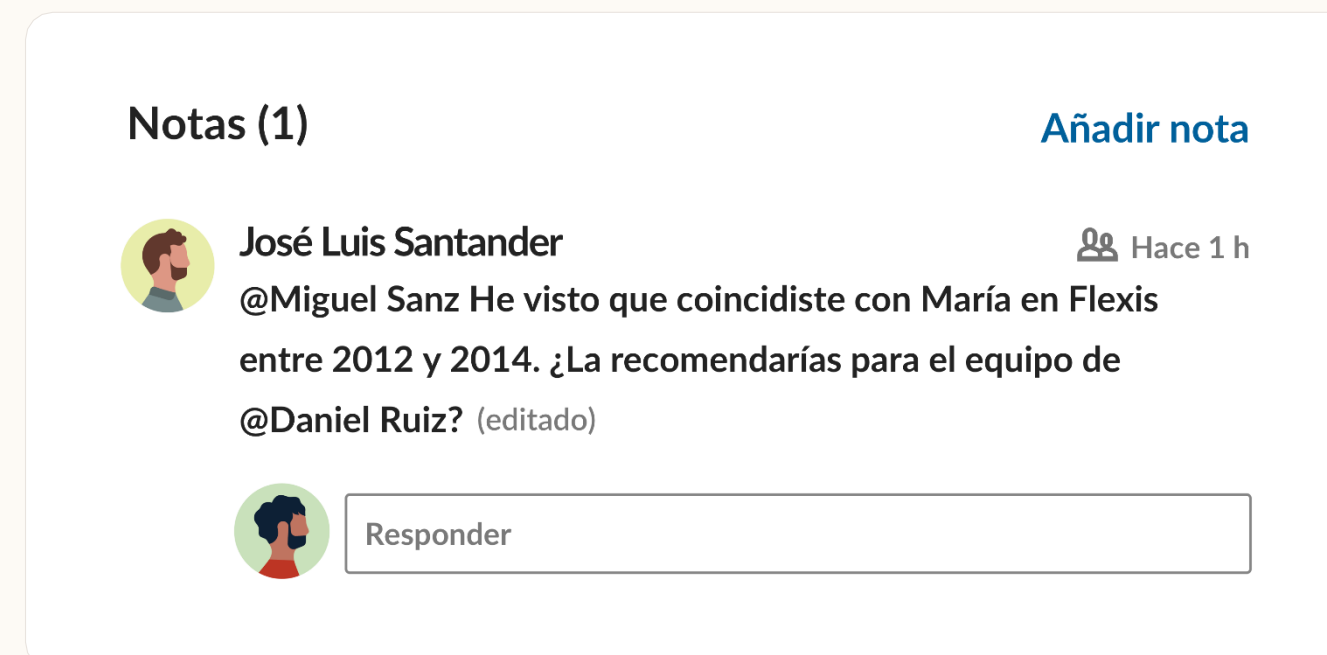 Notas (1)
Añadir nota
José Luis Santander
Hace 1 h
@Miguel Sanz He visto que coincidiste con María en Flexis
entre 2012 y 2014. ¿La recomendarías para el equipo de
@Daniel Ruiz? (editado)
Responder